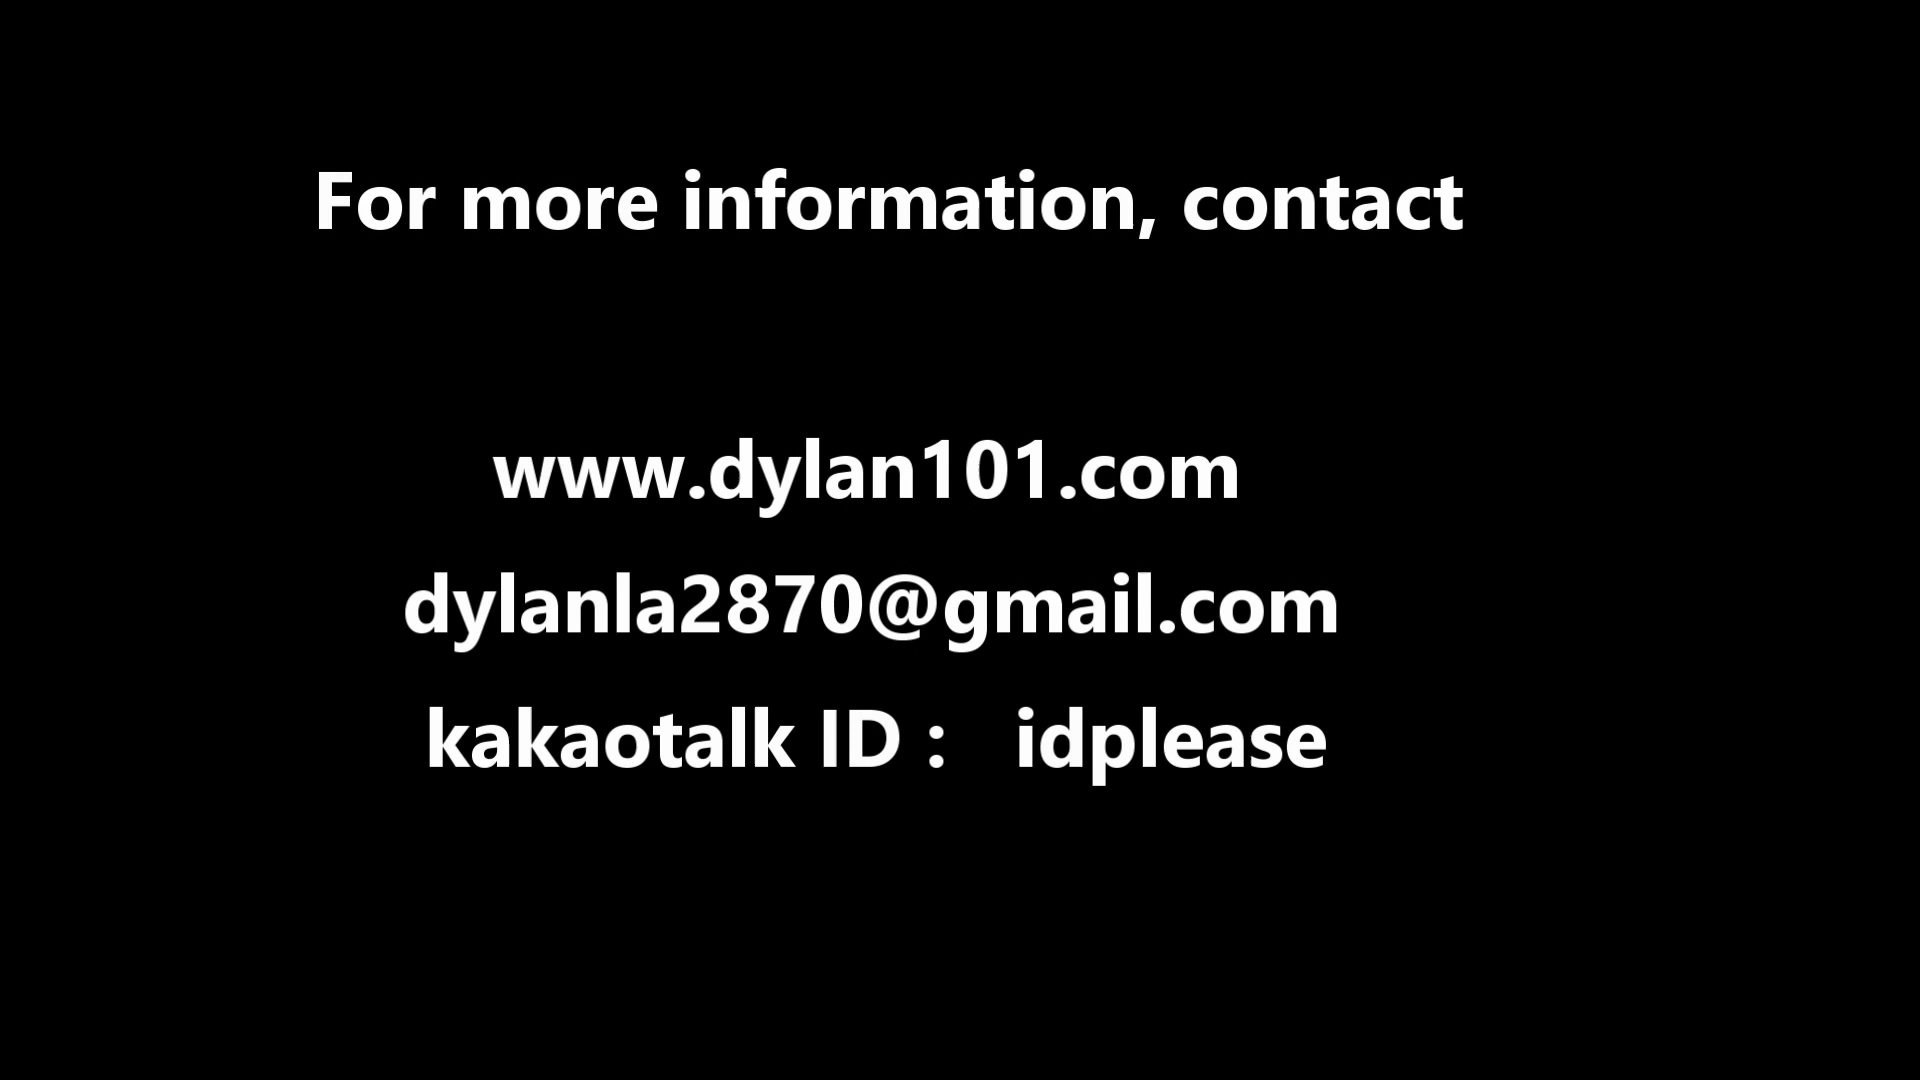 For more information, contact
www.dylan101.com
dylanla2870@gmail.com
kakaotalk ID :   idplease